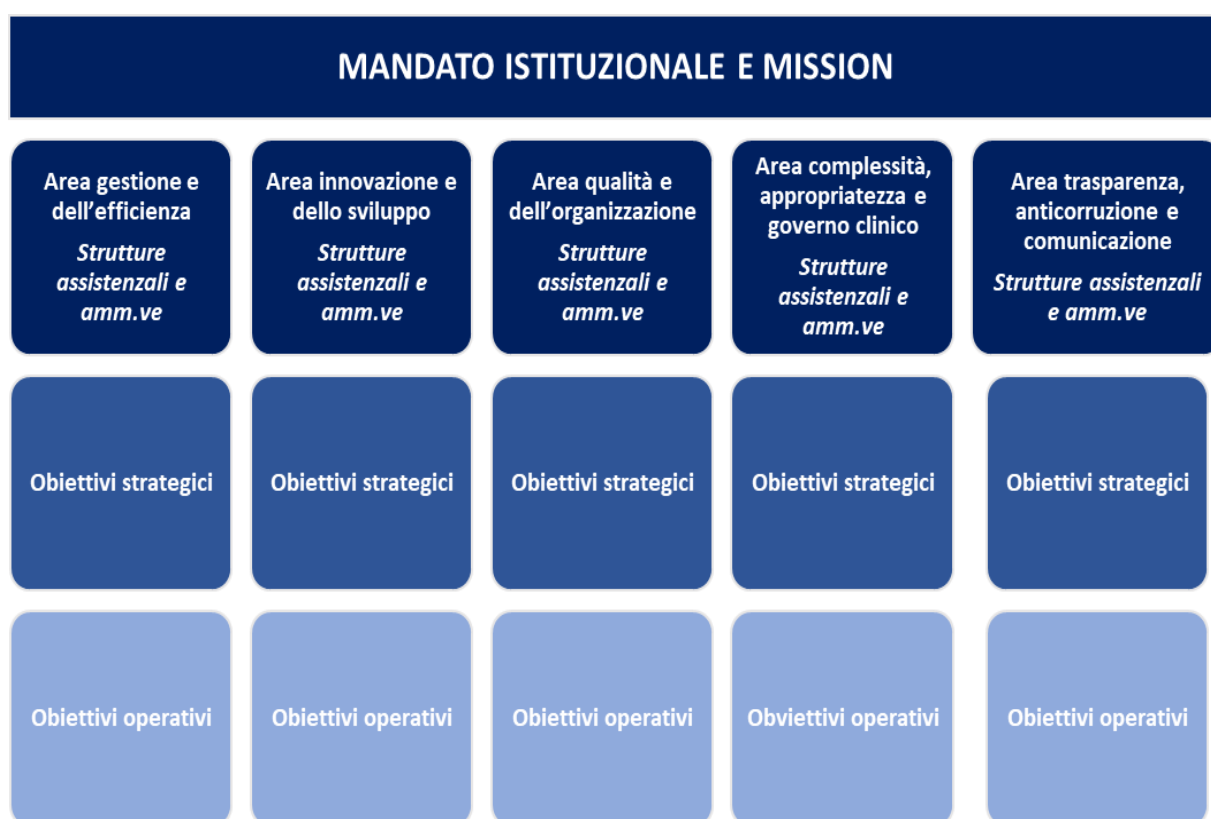 MANDATO ISTITUZIONALE E MISSION
Area gestione e
dell'efficienza
Strutture
assistenzali e
amm.ve
Area innovazione e
dello sviluppo
Strutture
assistenzali e
amm.ve
Area qualità e
dell'organizzazione
Strutture
assistenzali e
amm.ve
Area complessità,
appropriatezza e
governo clinico
Strutture
assistenzali e
amm.ve
Area trasparenza,
anticorruzione e
comunicazione
Strutture assistenzali
e amm.ve
Obiettivi strategici
Obiettivi strategici
Obiettivi strategici
Obiettivi strategici
Obiettivi strategici
Obiettivi operativi
Obiettivi operativi
Obiettivi operativi
Obviettivi operativi
Obiettivi operativi